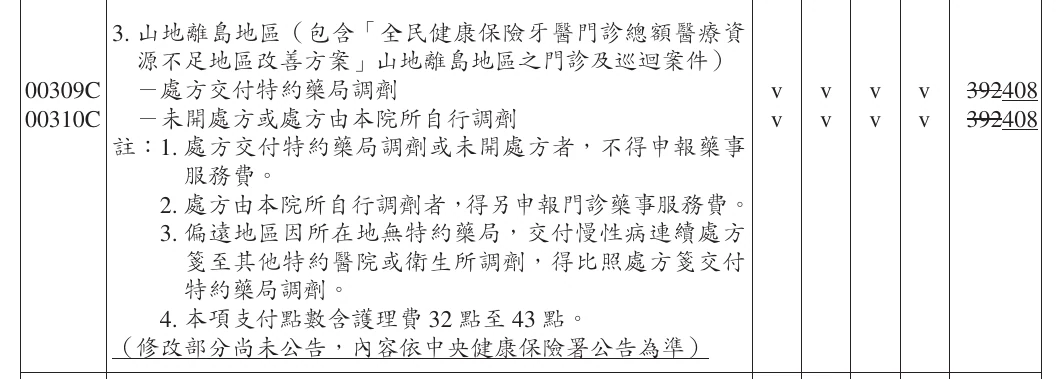 3. 山地離島地區（包含「全民健康保險牙醫門診總額醫療資
源不足地區改善方案」山地離島地區之門診及巡迴案件）
00309C －處方交付特約藥局調劑 v v v v 392408
00310C －未開處方或處方由本院所自行調劑 v v v v 392408
註：1. 處方交付特約藥局調劑或未開處方者，不得申報藥事
服務費。
2. 處方由本院所自行調劑者，得另申報門診藥事服務費。
3. 偏遠地區因所在地無特約藥局，交付慢性病連續處方
箋至其他特約醫院或衛生所調劑，得比照處方箋交付
特約藥局調劑。
4. 本項支付點數含護理費 32 點至 43 點。
（修改部分尚未公告，內容依中央健康保險署公告為準）